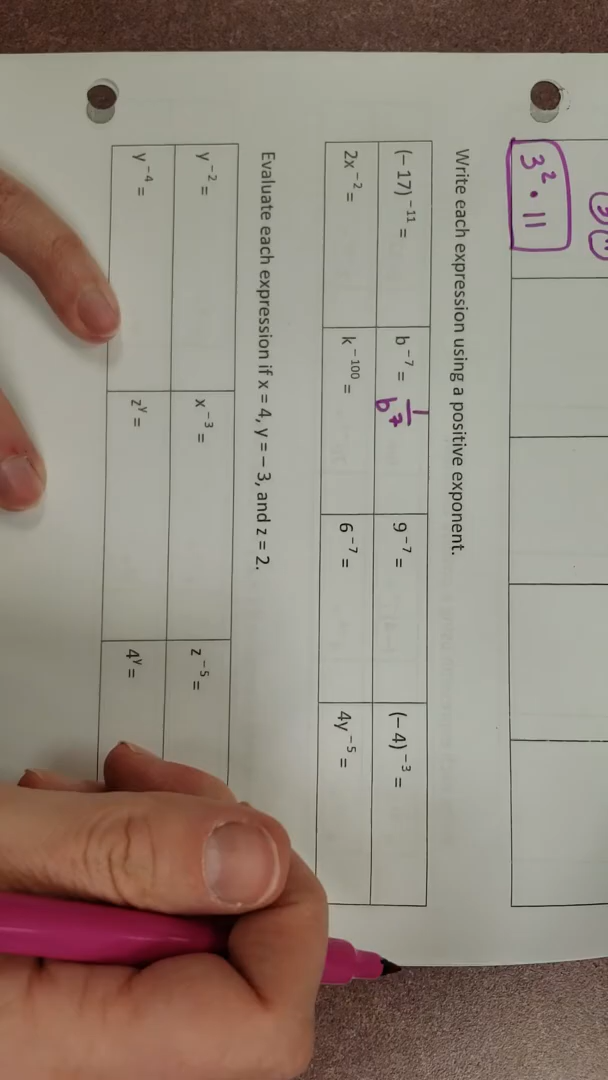 3² • 11
Write each expression using a positive exponent.
(−17)⁻¹¹ = b⁻⁷ = 1/b⁷ 9⁻⁷ = (−4)⁻³ =
2x⁻² = k⁻¹⁰⁰ = 6⁻⁷ = 4y⁻⁵ =
Evaluate each expression if x = 4, y = − 3, and z = 2.
y⁻² = x⁻³ = z⁻⁵ =
y⁻⁴ = zʸ = 4ʸ =